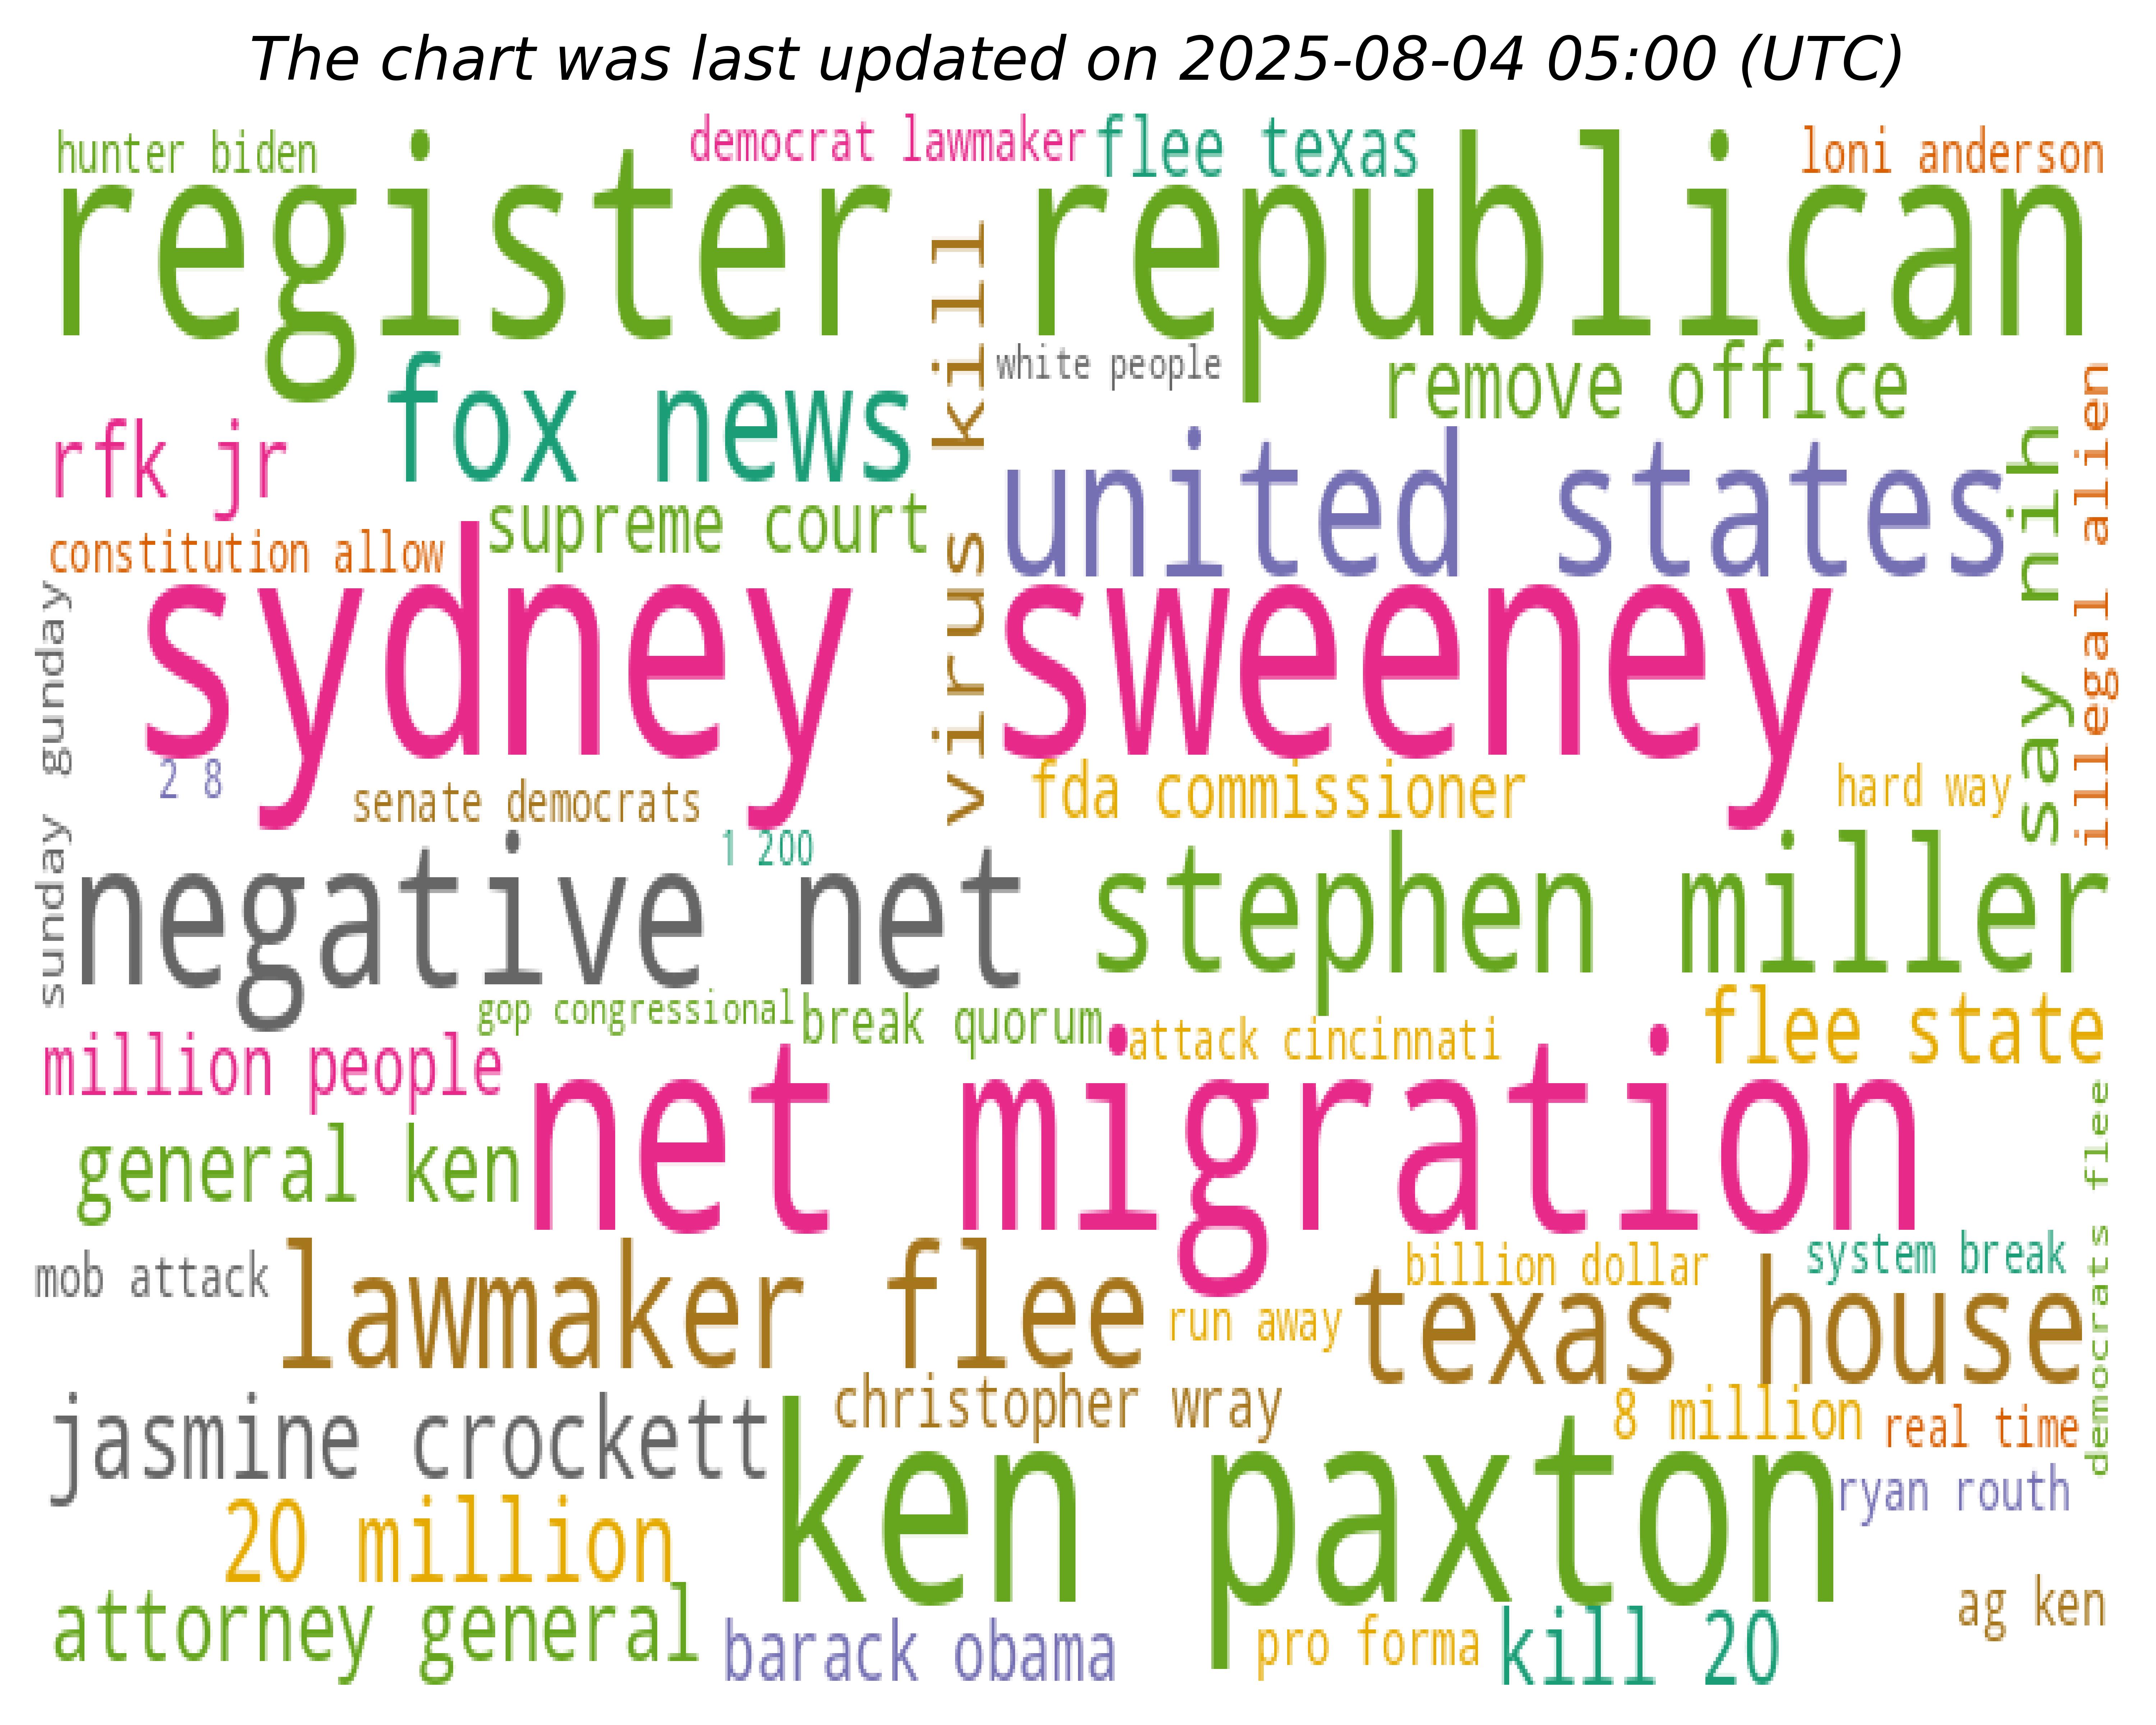 The chart was last updated on 2025-08-04 05:00 (UTC)
hunter biden
democrat lawmaker
flee texas
loni anderson
register republican
virus kill
white people
remove office
fox news
rfk jr
united states
say nih
illegal alien
supreme court
constitution allow
sydney sweeney
sunday gunday
2 8
senate democrats
fda commissioner
hard way
1 200
negative net
stephen miller
gop congressional
break quorum
attack cincinnati
flee state
million people
net migration
general ken
democrats flee
mob attack
lawmaker flee
billion dollar
system break
run away
texas house
jasmine crockett
christopher wray
8 million
real time
ken paxton
ryan routh
20 million
attorney general
barack obama
pro forma
kill 20
ag ken